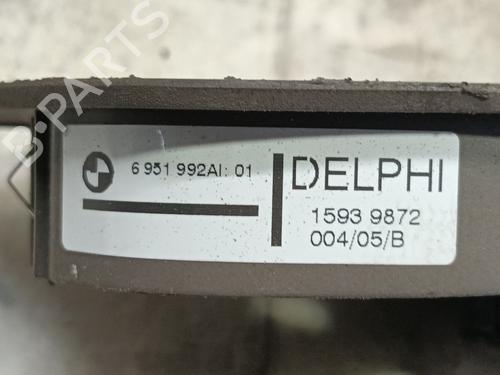 6 951 992AI: 01
DELPHI
1593 9872
004/05/B
B-PARTS